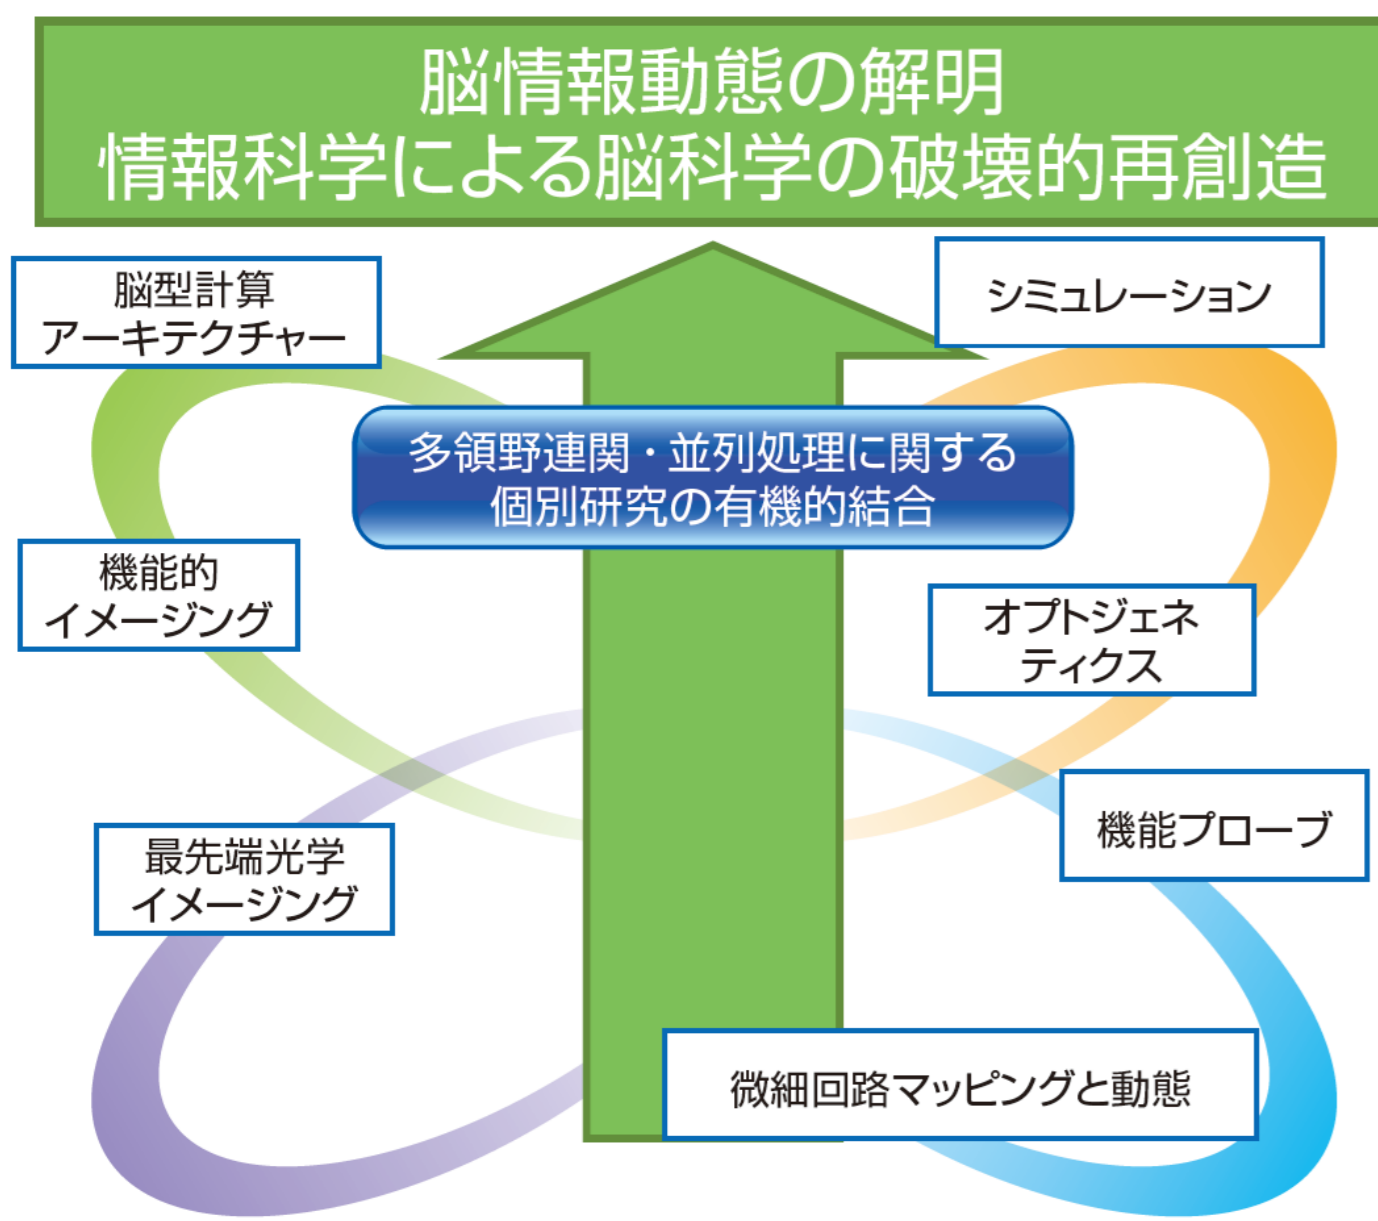 脳情報動態の解明
情報科学による脳科学の破壊的再創造
脳型計算
アーキテクチャー
シミュレーション
多領野連関・並列処理に関する
個別研究の有機的結合
機能的
イメージング
オプトジェネ
ティクス
機能プローブ
最先端光学
イメージング
微細回路マッピングと動態